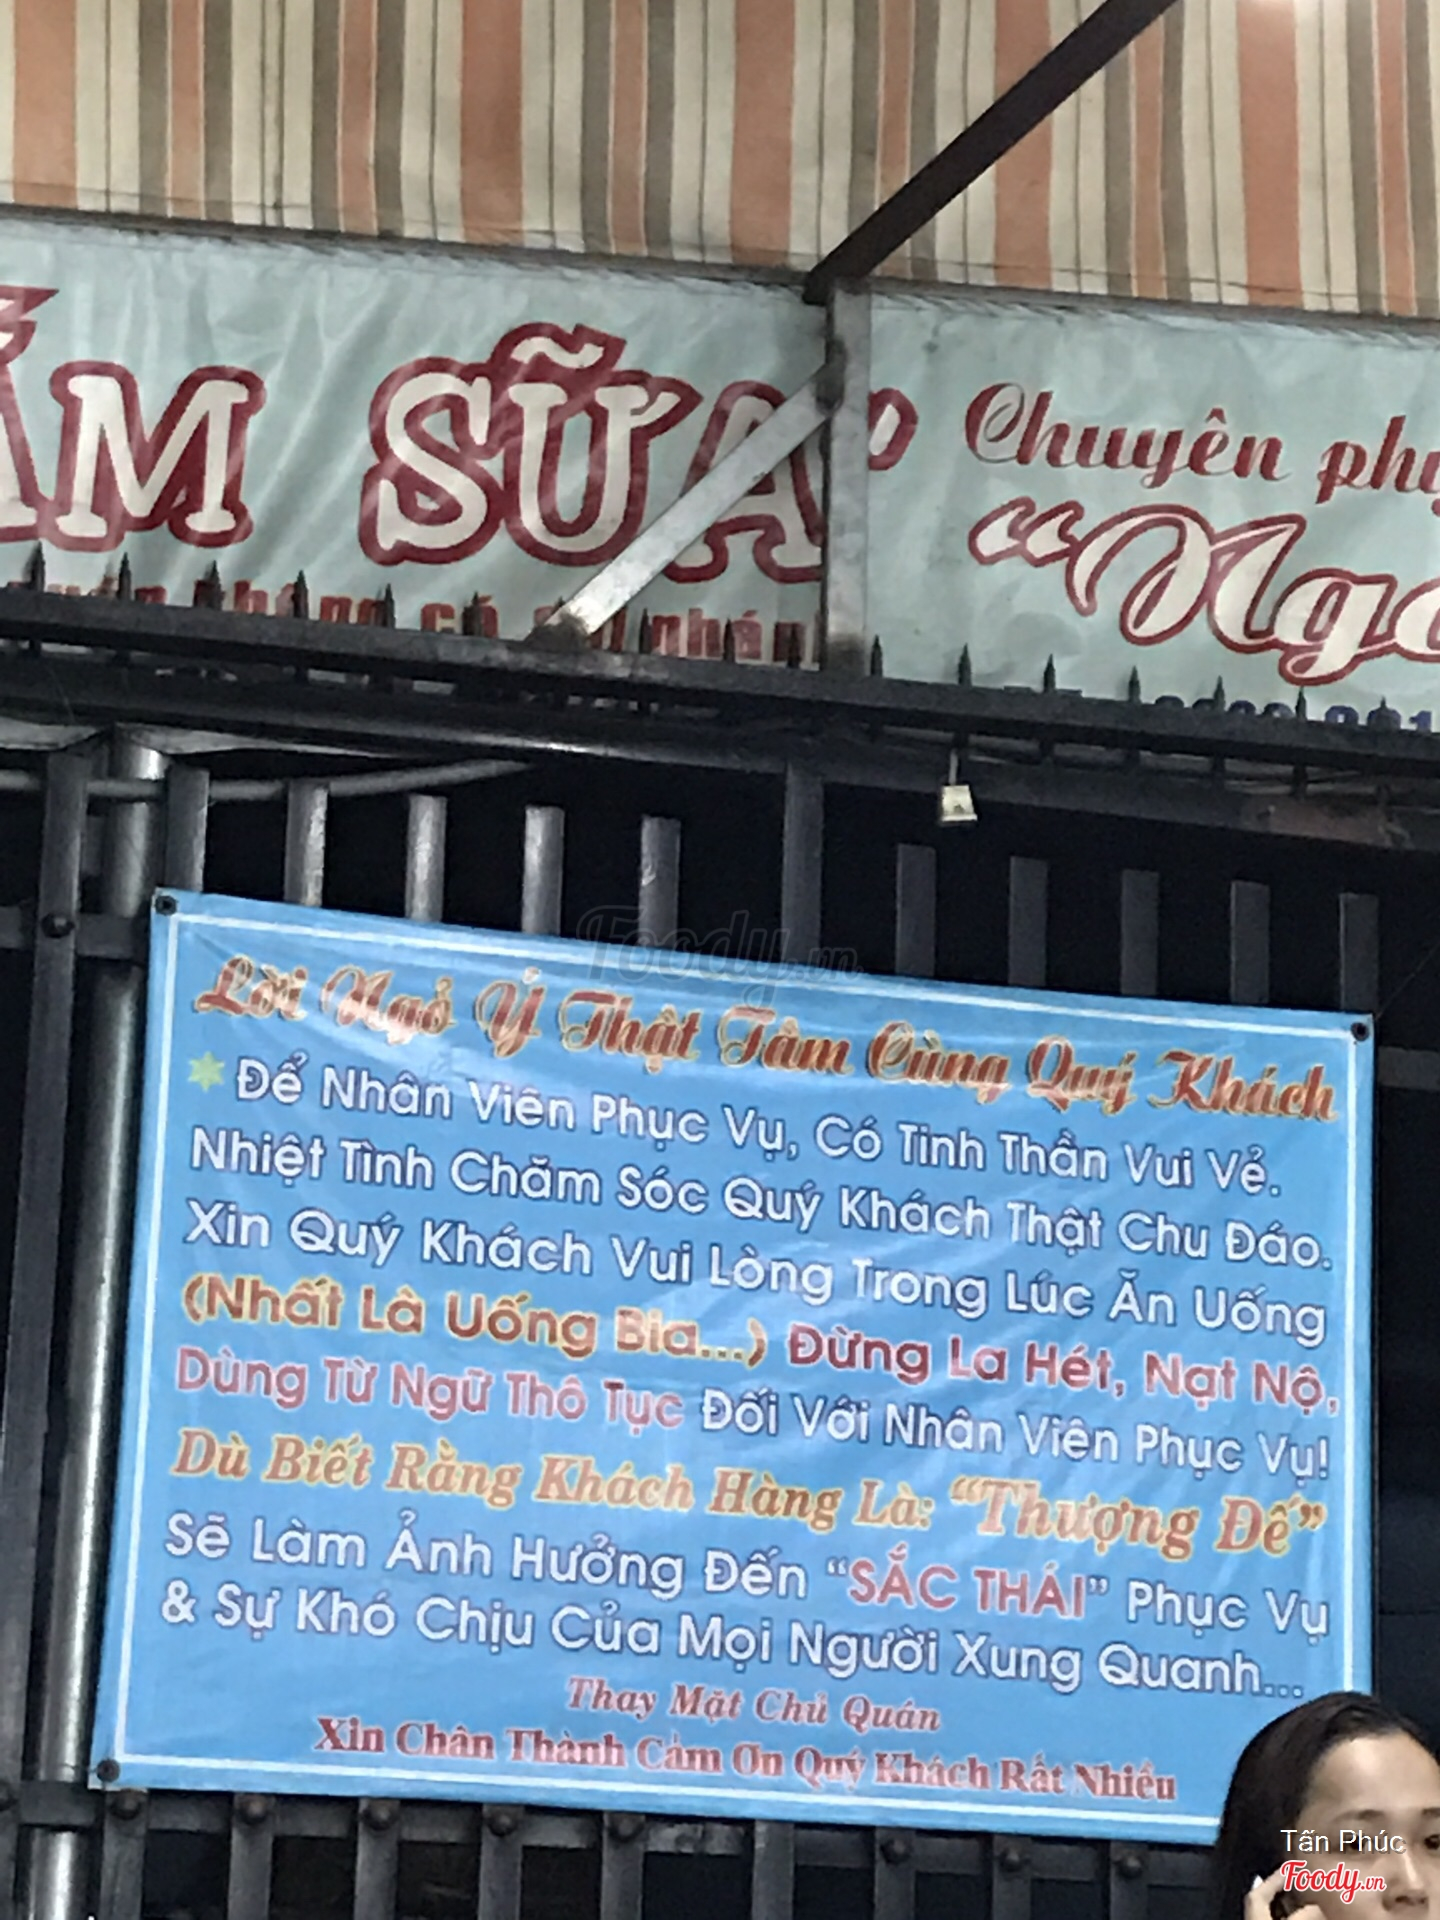 SỮA” Chuyên
“Ngo
Foody.vn
Lời Ngỏ Ý Thật Tâm Cùng Quý Khách
Để Nhân Viên Phục Vụ, Có Tinh Thần Vui Vẻ.
Nhiệt Tình Chăm Sóc Quý Khách Thật Chu Đáo.
Xin Quý Khách Vui Lòng Trong Lúc Ăn Uống
(Nhất Là Uống Bia...) Đừng La Hét, Nạt Nộ,
Dùng Từ Ngữ Thô Tục Đối Với Nhân Viên Phục Vụ!
Dù Biết Rằng Khách Hàng Là: “Thượng Đế”
Sẽ Làm Ảnh Hưởng Đến “SẮC THÁI” Phục Vụ
& Sự Khó Chịu Của Mọi Người Xung Quanh...
Thay Mặt Chủ Quán
Xin Chân Thành Cảm Ơn Quý Khách Rất Nhiều
Tấn Phúc
Foody.vn